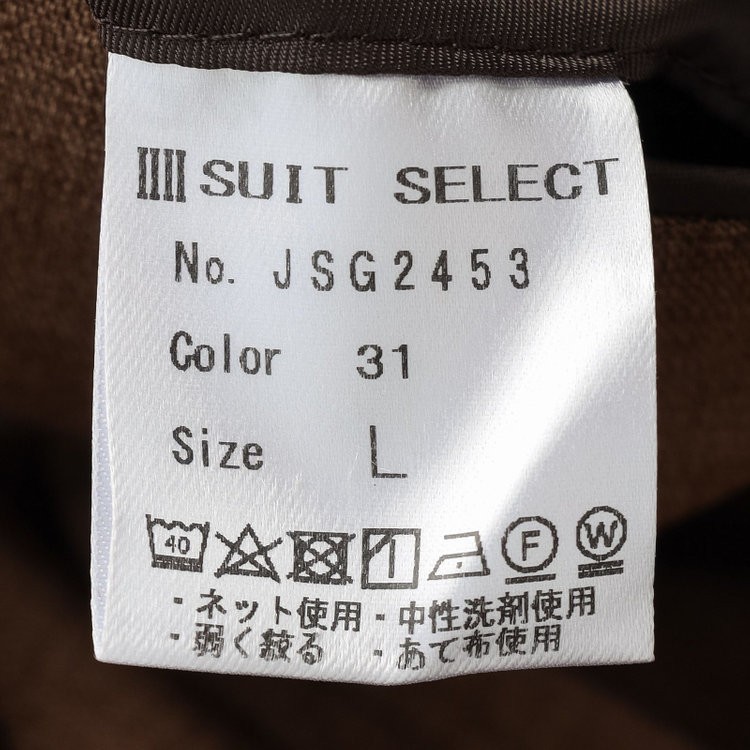 SUIT SELECT
No. JSG2453
Color 31
Size L
40 F W
・ネット使用・中性洗剤使用
・弱く絞る ・あて布使用